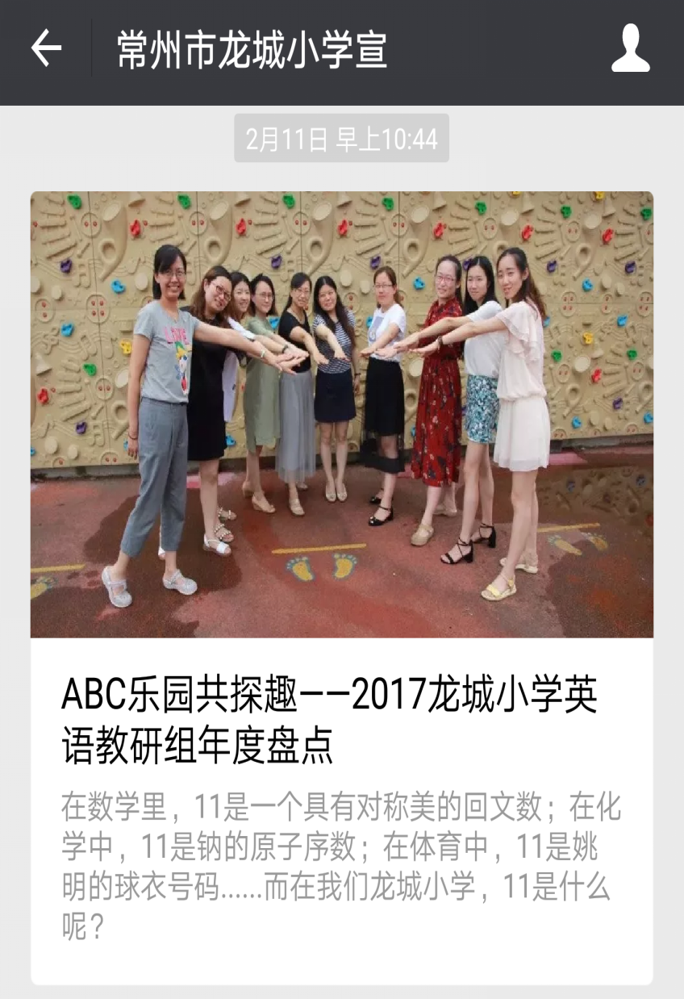 常州市龙城小学宣
2月11日 早上10:44
ABC乐园共探趣——2017龙城小学英
语教研组年度盘点
在数学里，11是一个具有对称美的回文数；在化
学中，11是钠的原子序数；在体育中，11是姚
明的球衣号码……而在我们龙城小学，11是什么
呢？